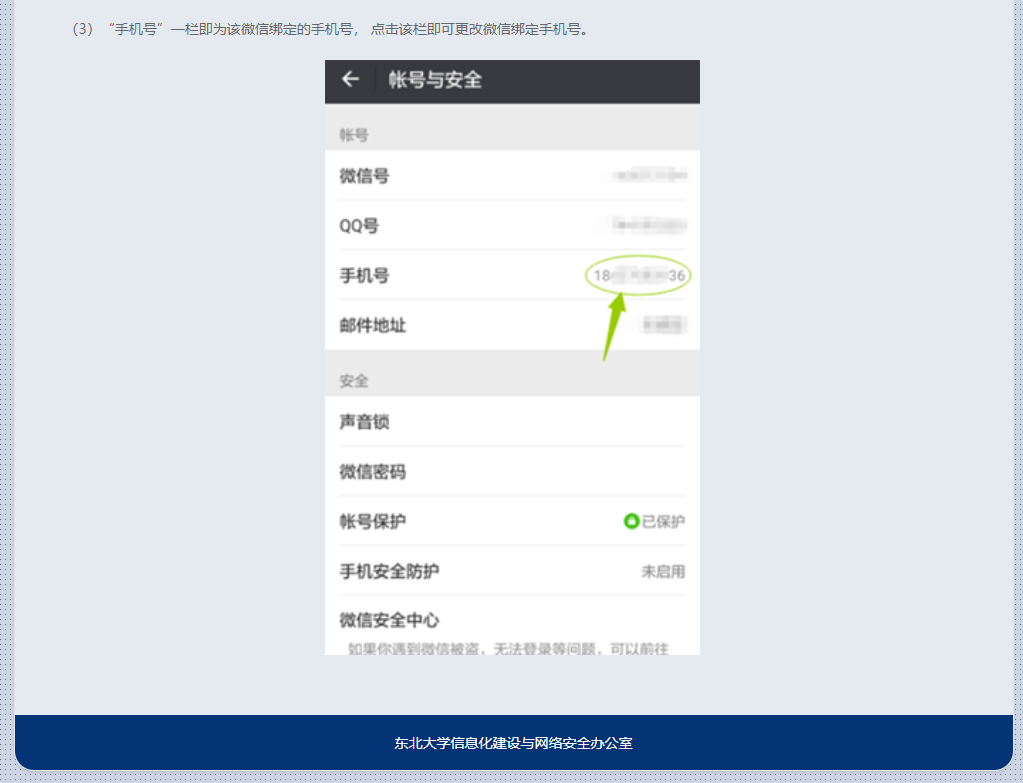 （3）“手机号”一栏即为该微信绑定的手机号， 点击该栏即可更改微信绑定手机号。
帐号与安全
帐号
微信号
QQ号
手机号 18 36
邮件地址
安全
声音锁
微信密码
帐号保护 已保护
手机安全防护 未启用
微信安全中心
如果你遇到微信被盗，无法登录等问题，可以前往
东北大学信息化建设与网络安全办公室